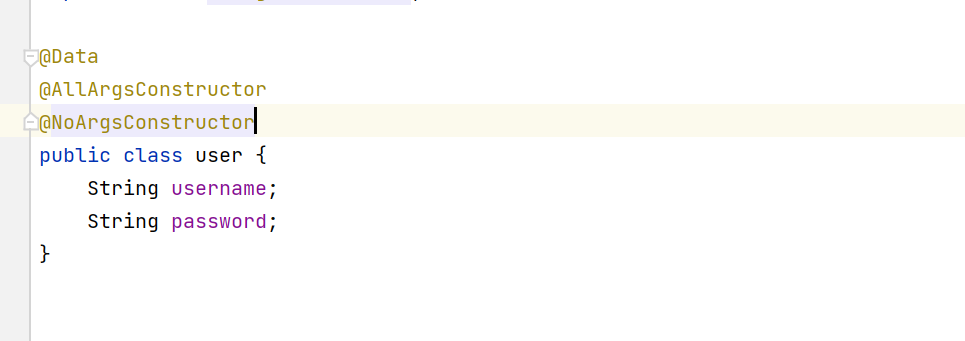 @Data
@AllArgsConstructor
@NoArgsConstructor
public class user {
    String username;
    String password;
}